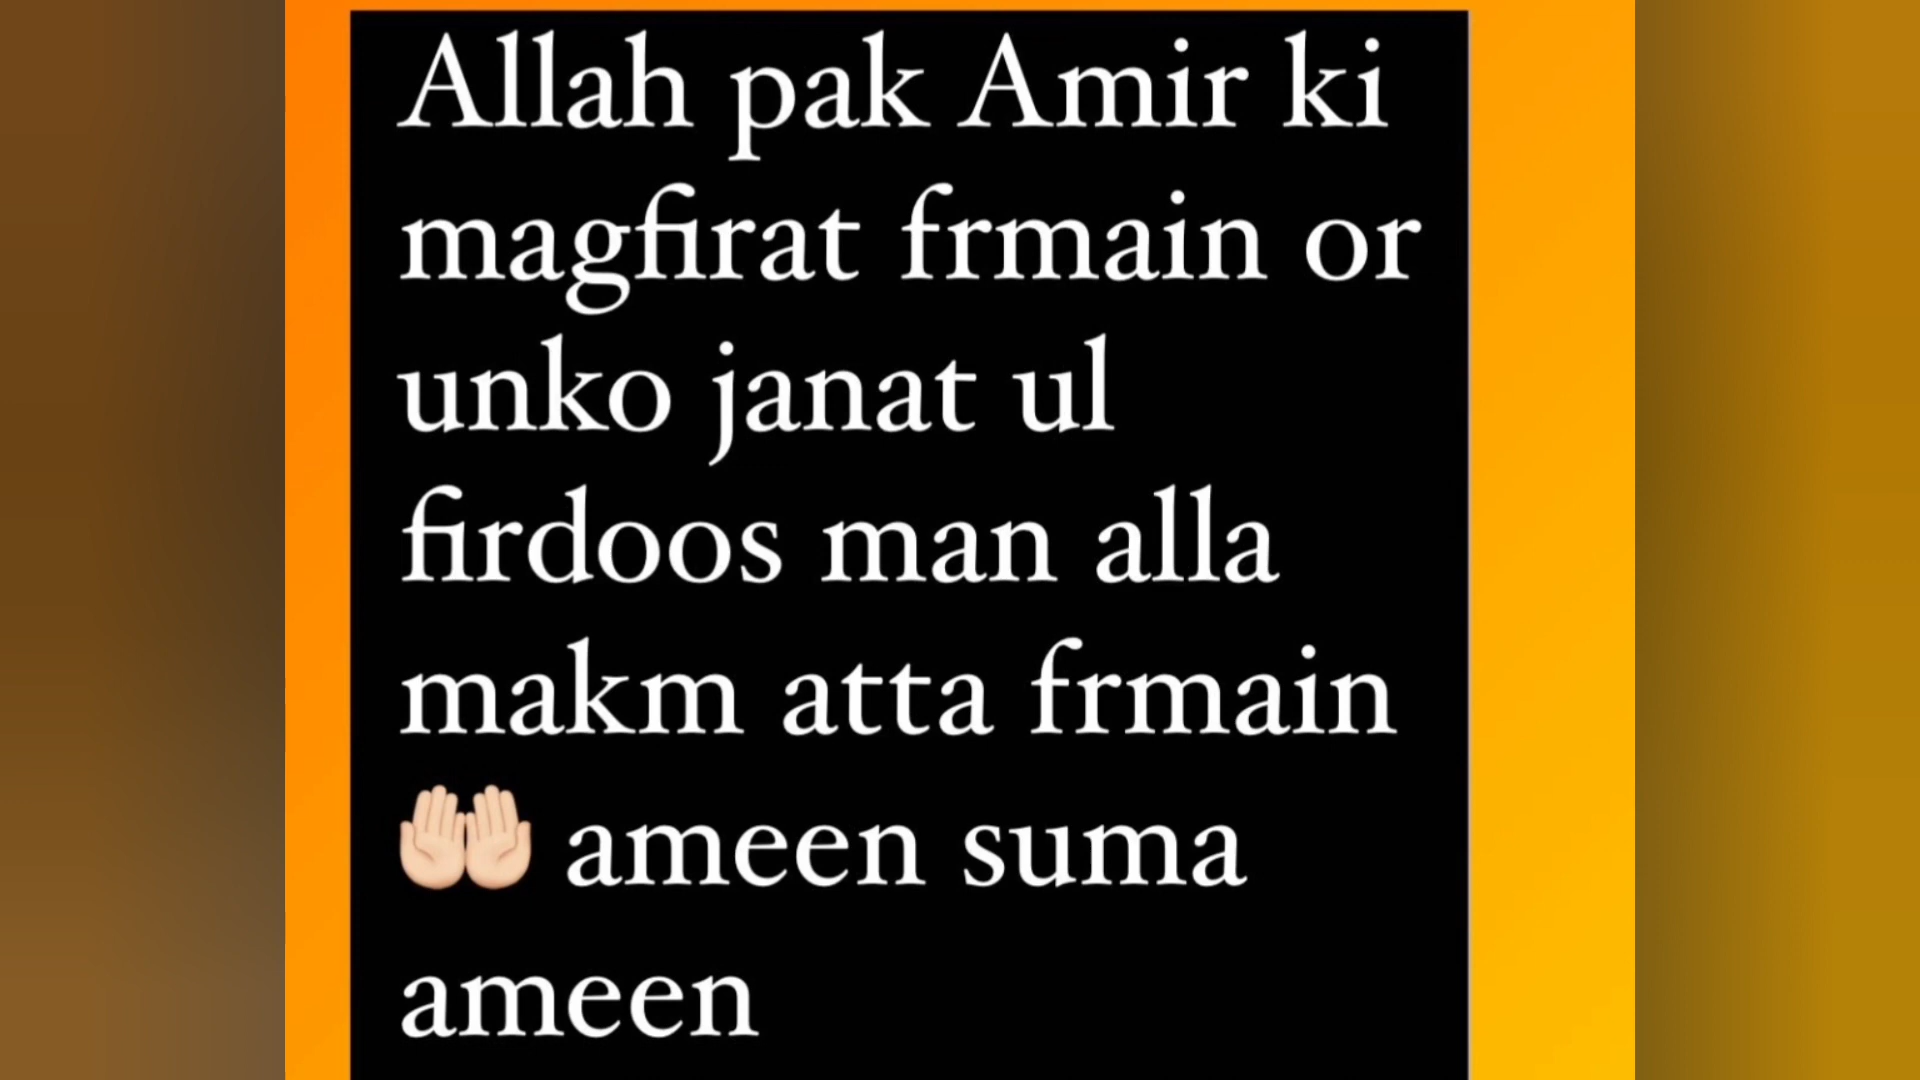 Allah pak Amir ki
magfirat frmain or
unko janat ul
firdoos man alla
makm atta frmain
🤲🏻 ameen suma
ameen